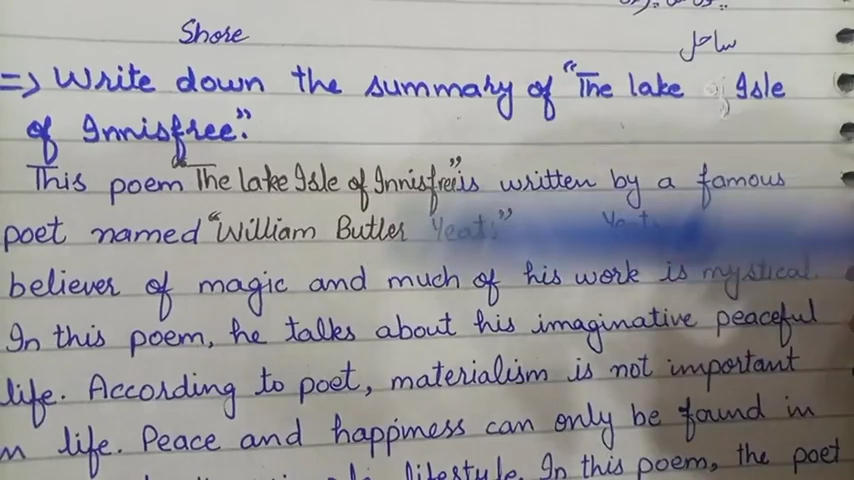 Shore
ساحل
=> Write down the summary of "The lake Isle
of Innisfree".
This poem "The Lake Isle of Innisfree" is written by a famous
poet named "William Butler Yeat"
believer of magic and much of his work is mystical.
In this poem, he talks about his imaginative peaceful
life. According to poet, materialism is not important
life. Peace and happiness can only be found in
lifestyle. In this poem, the poet